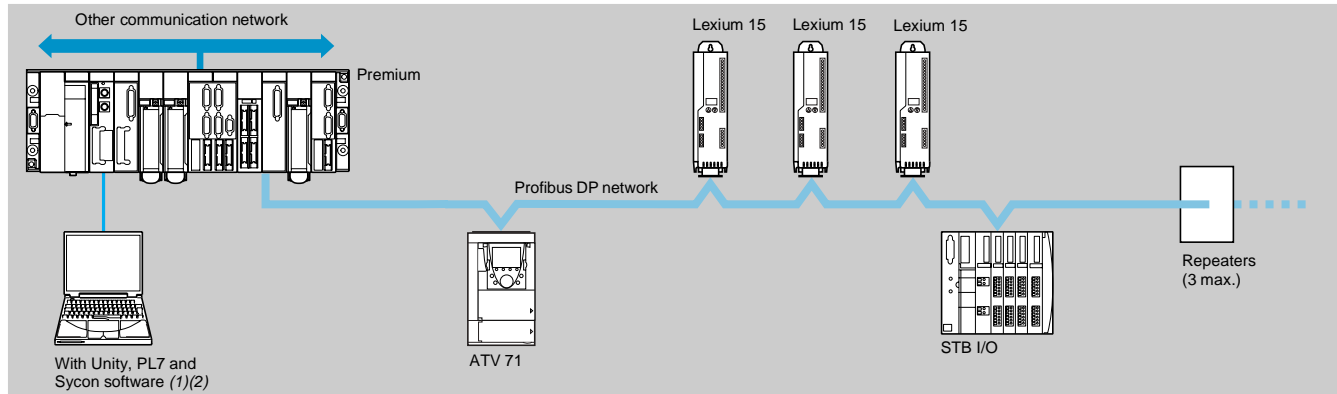 Other communication network
Premium
Lexium 15
Lexium 15
Lexium 15
Profibus DP network
Repeaters
(3 max.)
With Unity, PL7 and
Sycon software (1)(2)
ATV 71
STB I/O